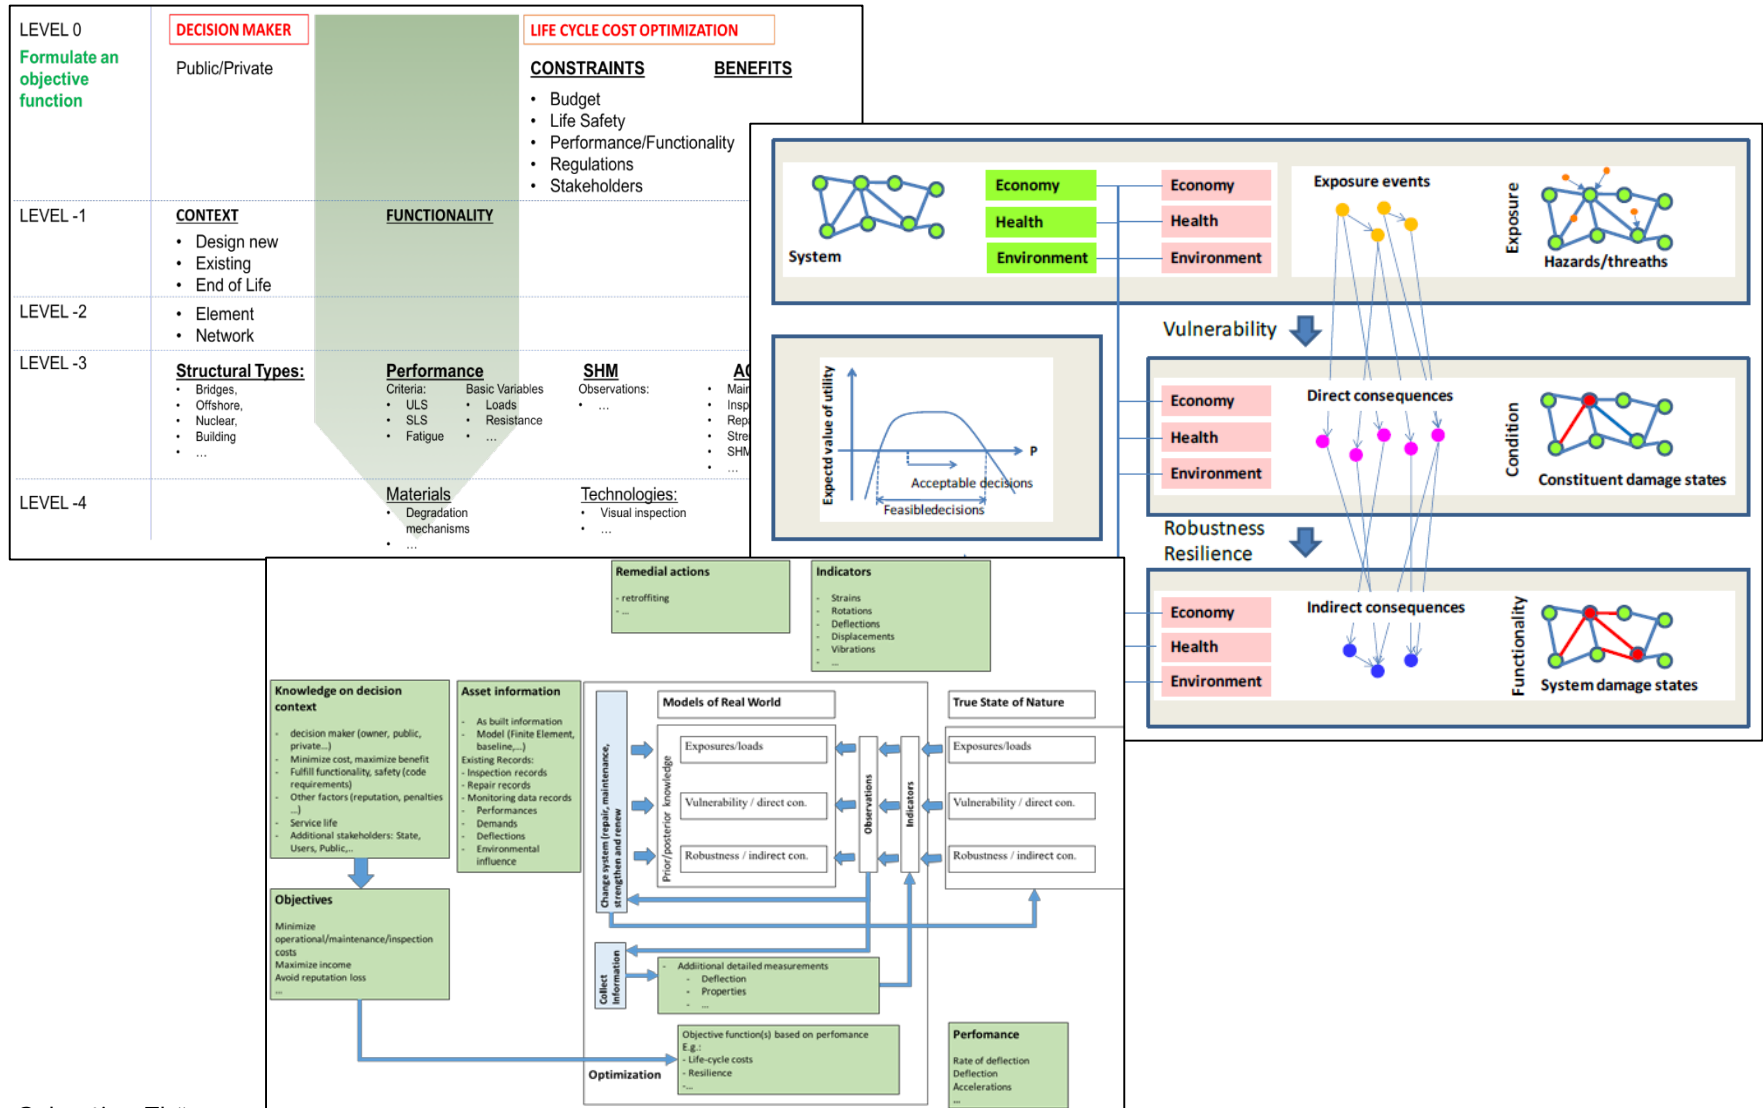 LEVEL 0
Formulate an
objective
function
DECISION MAKER
Public/Private
LIFE CYCLE COST OPTIMIZATION
CONSTRAINTS
BENEFITS
• Budget
• Life Safety
• Performance/Functionality
• Regulations
• Stakeholders
LEVEL -1
CONTEXT
• Design new
• Existing
• End of Life
FUNCTIONALITY
LEVEL -2
• Element
• Network
LEVEL -3
Structural Types:
• Bridges,
• Offshore,
• Nuclear,
• Building
• ...
Performance
Criteria:
• ULS
• SLS
• Fatigue
Basic Variables
• Loads
• Resistance
• ...
SHM
Observations:
• ...
• SHM
• ...
LEVEL -4
Materials
• Degradation
mechanisms
• ...
Technologies:
• Visual inspection
• ...
System
Economy
Health
Environment
Economy
Health
Environment
Exposure events
Exposure
Hazards/threaths
Vulnerability
Expectd value of utility
P
Acceptable decisions
Feasibledecisions
Economy
Health
Environment
Direct consequences
Condition
Constituent damage states
Robustness
Resilience
Economy
Health
Environment
Indirect consequences
Functionality
System damage states
Remedial actions
- retroffiting
- ...
Indicators
- Strains
- Rotations
- Deflections
- Displacements
- Vibrations
- ...
Knowledge on decision
context
- decision maker (owner, public,
private...)
- Minimize cost, maximize benefit
- Fulfill functionality, safety (code
requirements)
- Other factors (reputation, penalties
...)
- Service life
- Additional stakeholders: State,
Users, Public,..
Asset information
- As built information
- Model (Finite Element,
baseline,...)
Existing Records:
- Inspection records
- Repair records
- Monitoring data records
- Performances
- Demands
- Deflections
- Environmental
influence
Change system (repair, maintenance,
strengthen and renew
Models of Real World
Prior/posterior knowledge
Exposures/loads
Vulnerability / direct con.
Robustness / indirect con.
Observations
Indicators
True State of Nature
Exposures/loads
Vulnerability / direct con.
Robustness / indirect con.
Objectives
Minimize
operational/maintenance/inspection
costs
Maximize income
Avoid reputation loss
...
Collect
Information
- Addiitional detailed measurements
- Deflection
- Properties
- ...
Objective function(s) based on perfomance
E.g.:
- Life-cycle costs
- Resilience
-...
Optimization
Perfomance
Rate of deflection
Deflection
Accelerations
...